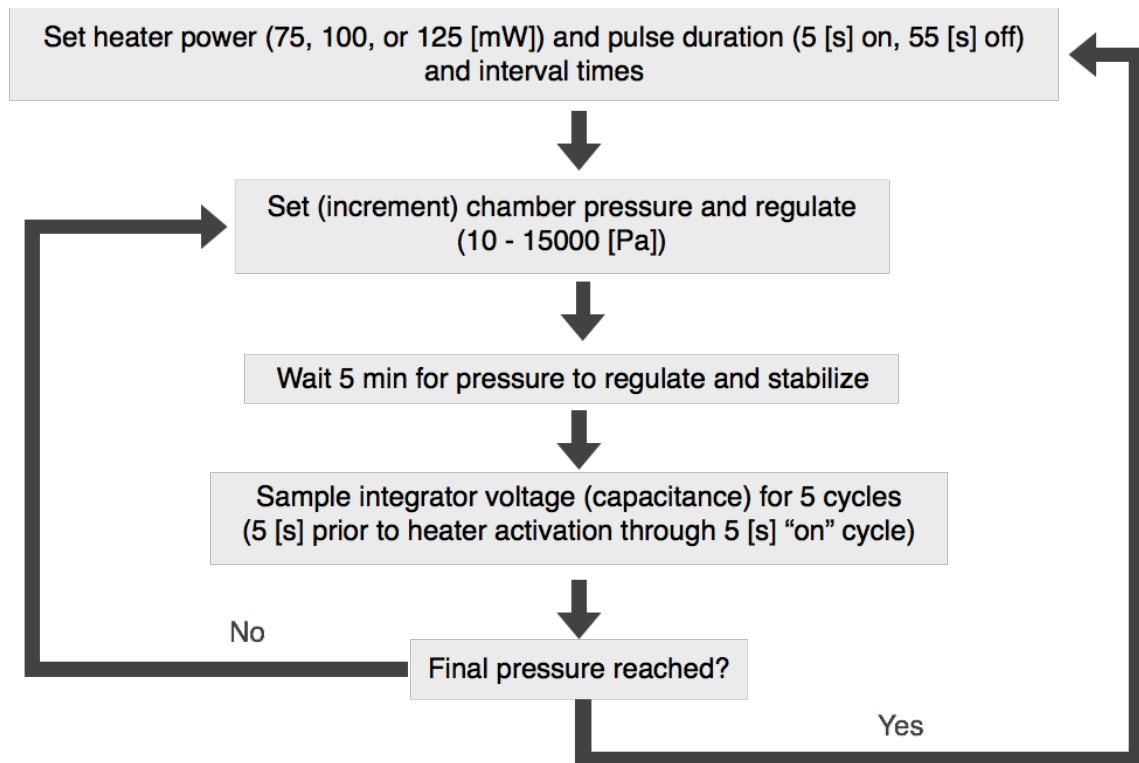 Set heater power (75, 100, or 125 [mW]) and pulse duration (5 [s] on, 55 [s] off)
and interval times
Set (increment) chamber pressure and regulate
(10 - 15000 [Pa])
Wait 5 min for pressure to regulate and stabilize
Sample integrator voltage (capacitance) for 5 cycles
(5 [s] prior to heater activation through 5 [s] “on” cycle)
No
Final pressure reached?
Yes